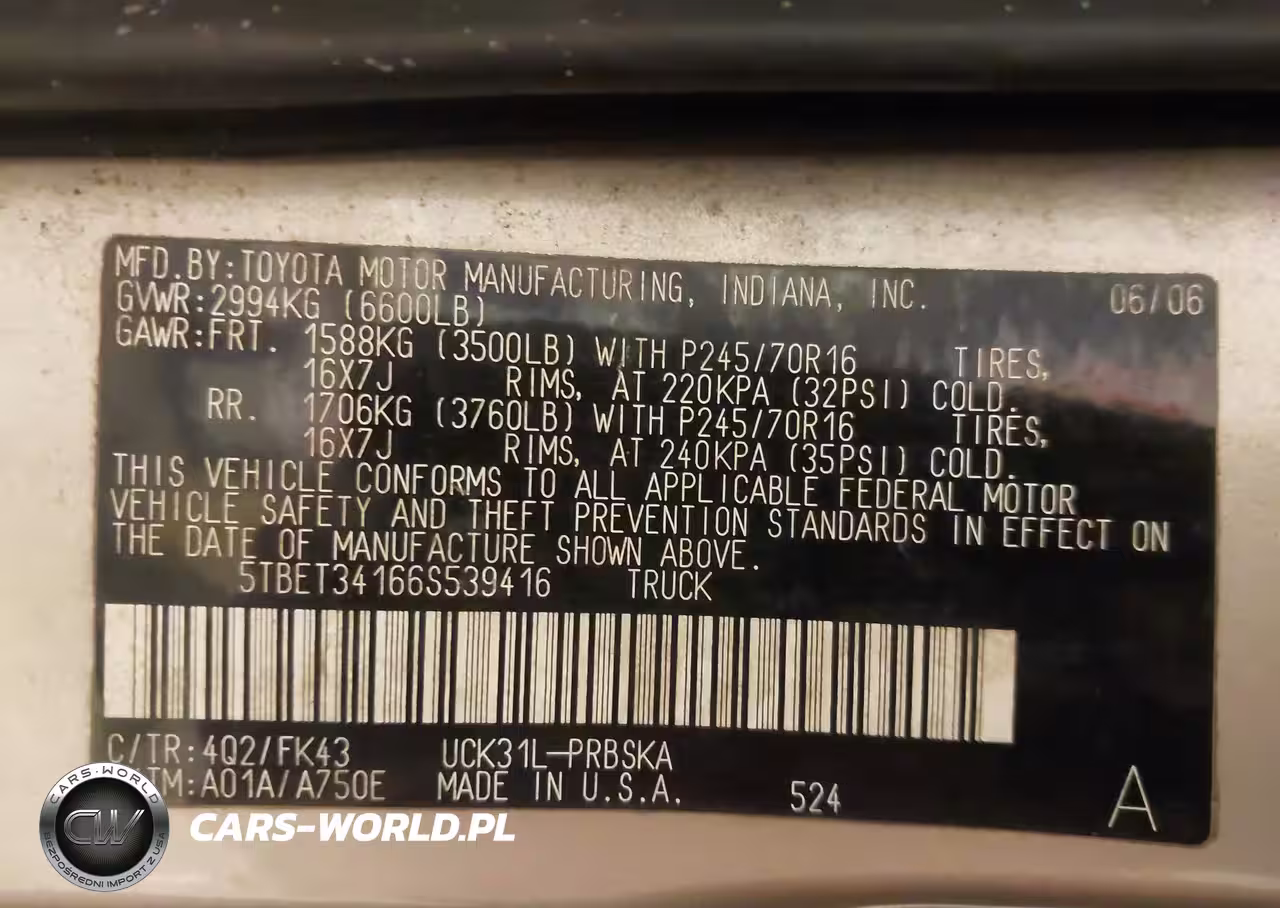 MFD.BY:TOYOTA MOTOR MANUFACTURING, INDIANA, INC. 06/06
GVWR:2994KG (6600LB)
GAWR:FRT. 1588KG (3500LB) WITH P245/70R16 TIRES,
16X7J RIMS, AT 220KPA (32PSI) COLD.
RR. 1706KG (3760LB) WITH P245/70R16 TIRES,
16X7J RIMS, AT 240KPA (35PSI) COLD.
THIS VEHICLE CONFORMS TO ALL APPLICABLE FEDERAL MOTOR
VEHICLE SAFETY AND THEFT PREVENTION STANDARDS IN EFFECT ON
THE DATE OF MANUFACTURE SHOWN ABOVE.
5TBET34166S539416 TRUCK
C/TR:4Q2/FK43 UCK31L-PRBSKA
TM:A01A/A750E MADE IN U.S.A. 524 A
CARS-WORLD
CW
BEZPOŚREDNI IMPORT Z USA
CARS-WORLD.PL